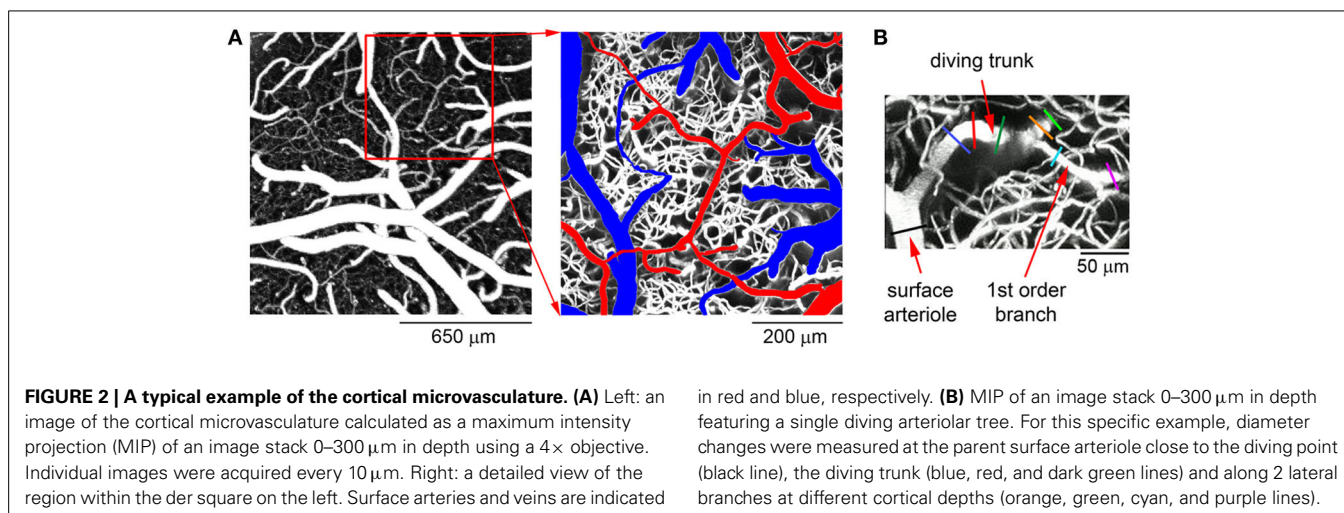 A
B
diving trunk
surface
arteriole
1st order
branch
50 μm
650 μm
200 μm
FIGURE 2 | A typical example of the cortical microvasculature. (A) Left: an
image of the cortical microvasculature calculated as a maximum intensity
projection (MIP) of an image stack 0–300 μm in depth using a 4× objective.
Individual images were acquired every 10 μm. Right: a detailed view of the
region within the der square on the left. Surface arteries and veins are indicated
in red and blue, respectively. (B) MIP of an image stack 0–300 μm in depth
featuring a single diving arteriolar tree. For this specific example, diameter
changes were measured at the parent surface arteriole close to the diving point
(black line), the diving trunk (blue, red, and dark green lines) and along 2 lateral
branches at different cortical depths (orange, green, cyan, and purple lines).